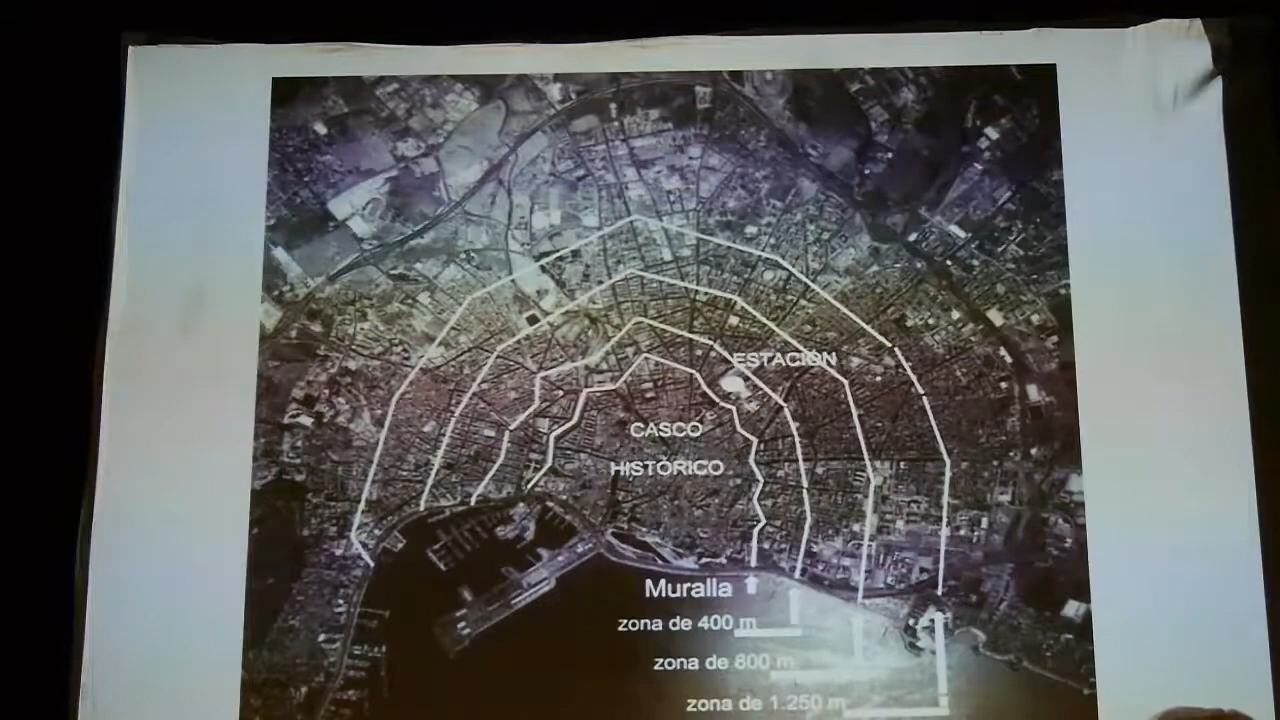 ESTACIÓN
CASCO
HISTÓRICO
Muralla
zona de 400 m
zona de 800 m
zona de 1.250 m